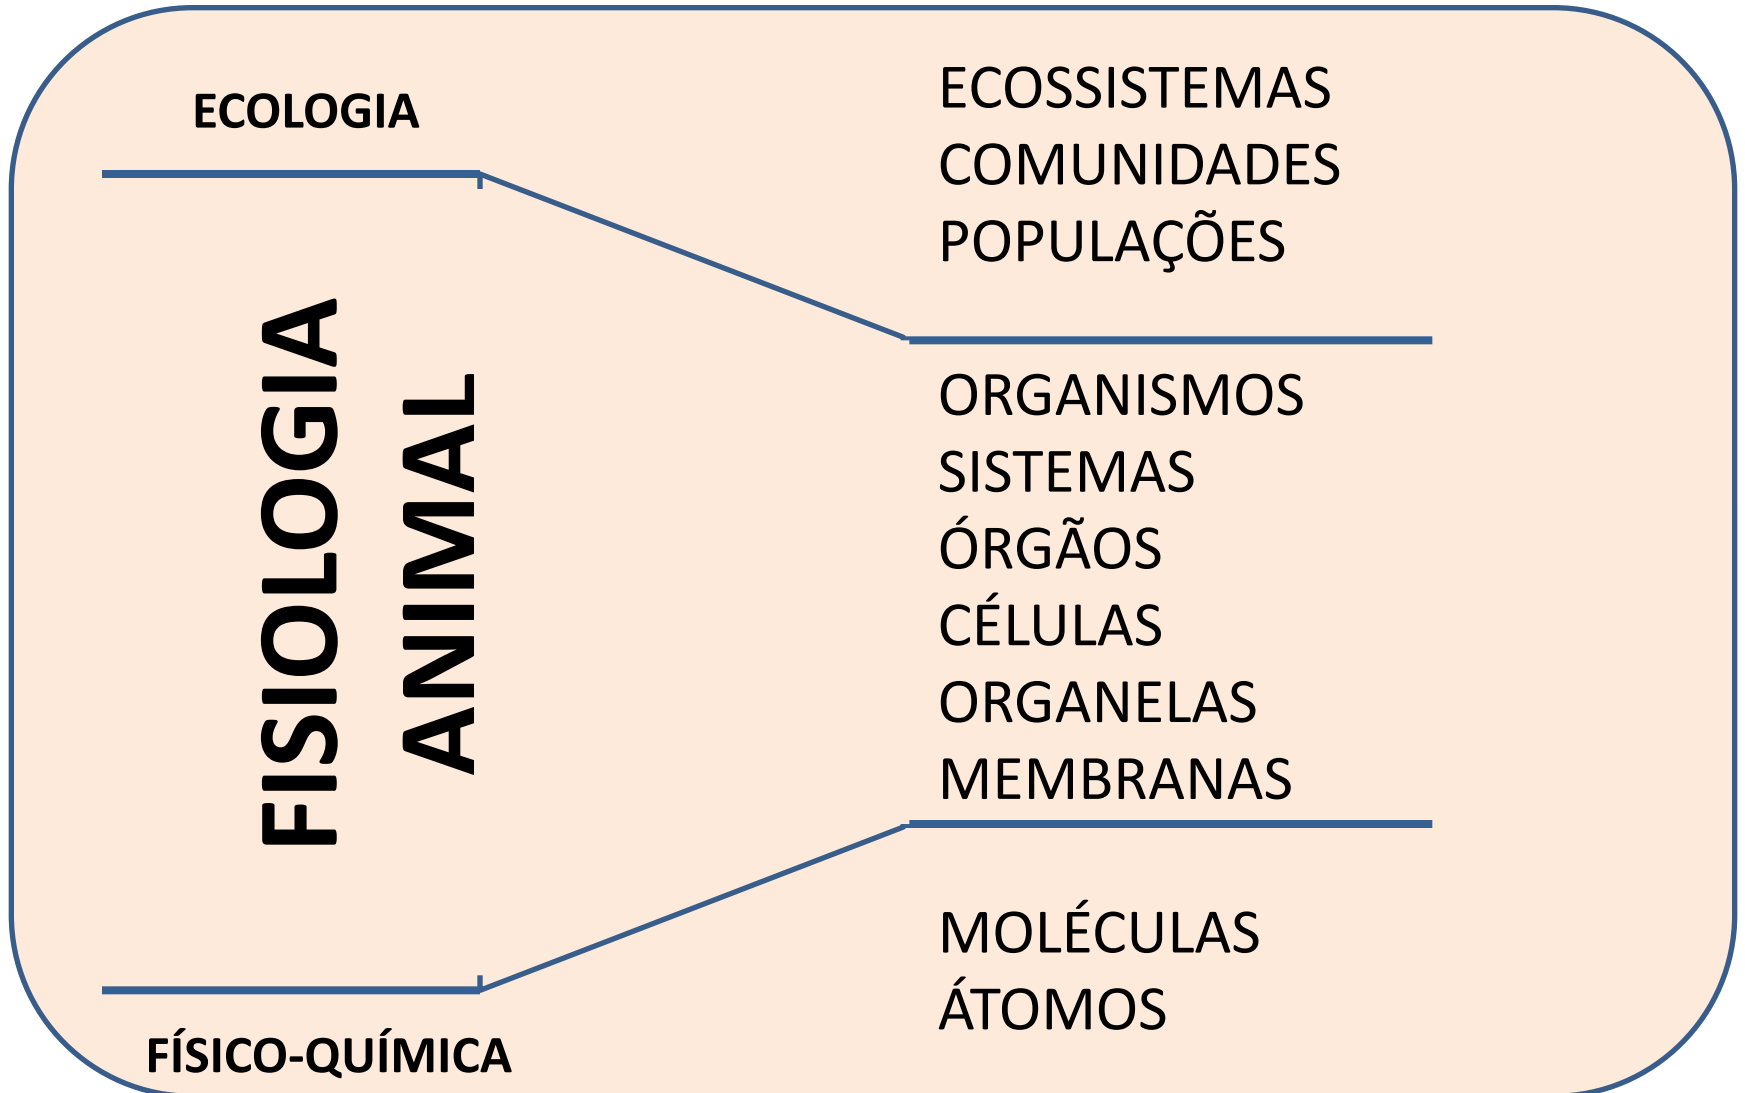 ECOLOGIA
FISIOLOGIA
ANIMAL
FÍSICO-QUÍMICA
ECOSSISTEMAS
COMUNIDADES
POPULAÇÕES
ORGANISMOS
SISTEMAS
ÓRGÃOS
CÉLULAS
ORGANELAS
MEMBRANAS
MOLÉCULAS
ÁTOMOS